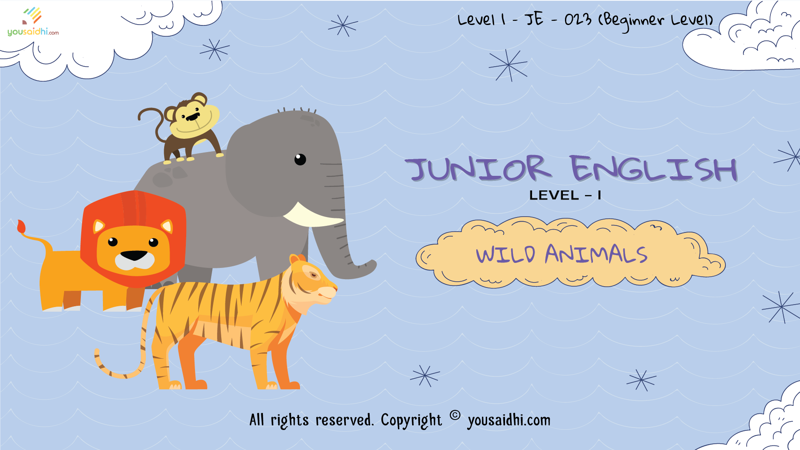 yousaidhi.com
Level 1 - JE - 023 (Beginner Level)
JUNIOR ENGLISH
LEVEL - 1
WILD ANIMALS
All rights reserved. Copyright © yousaidhi.com